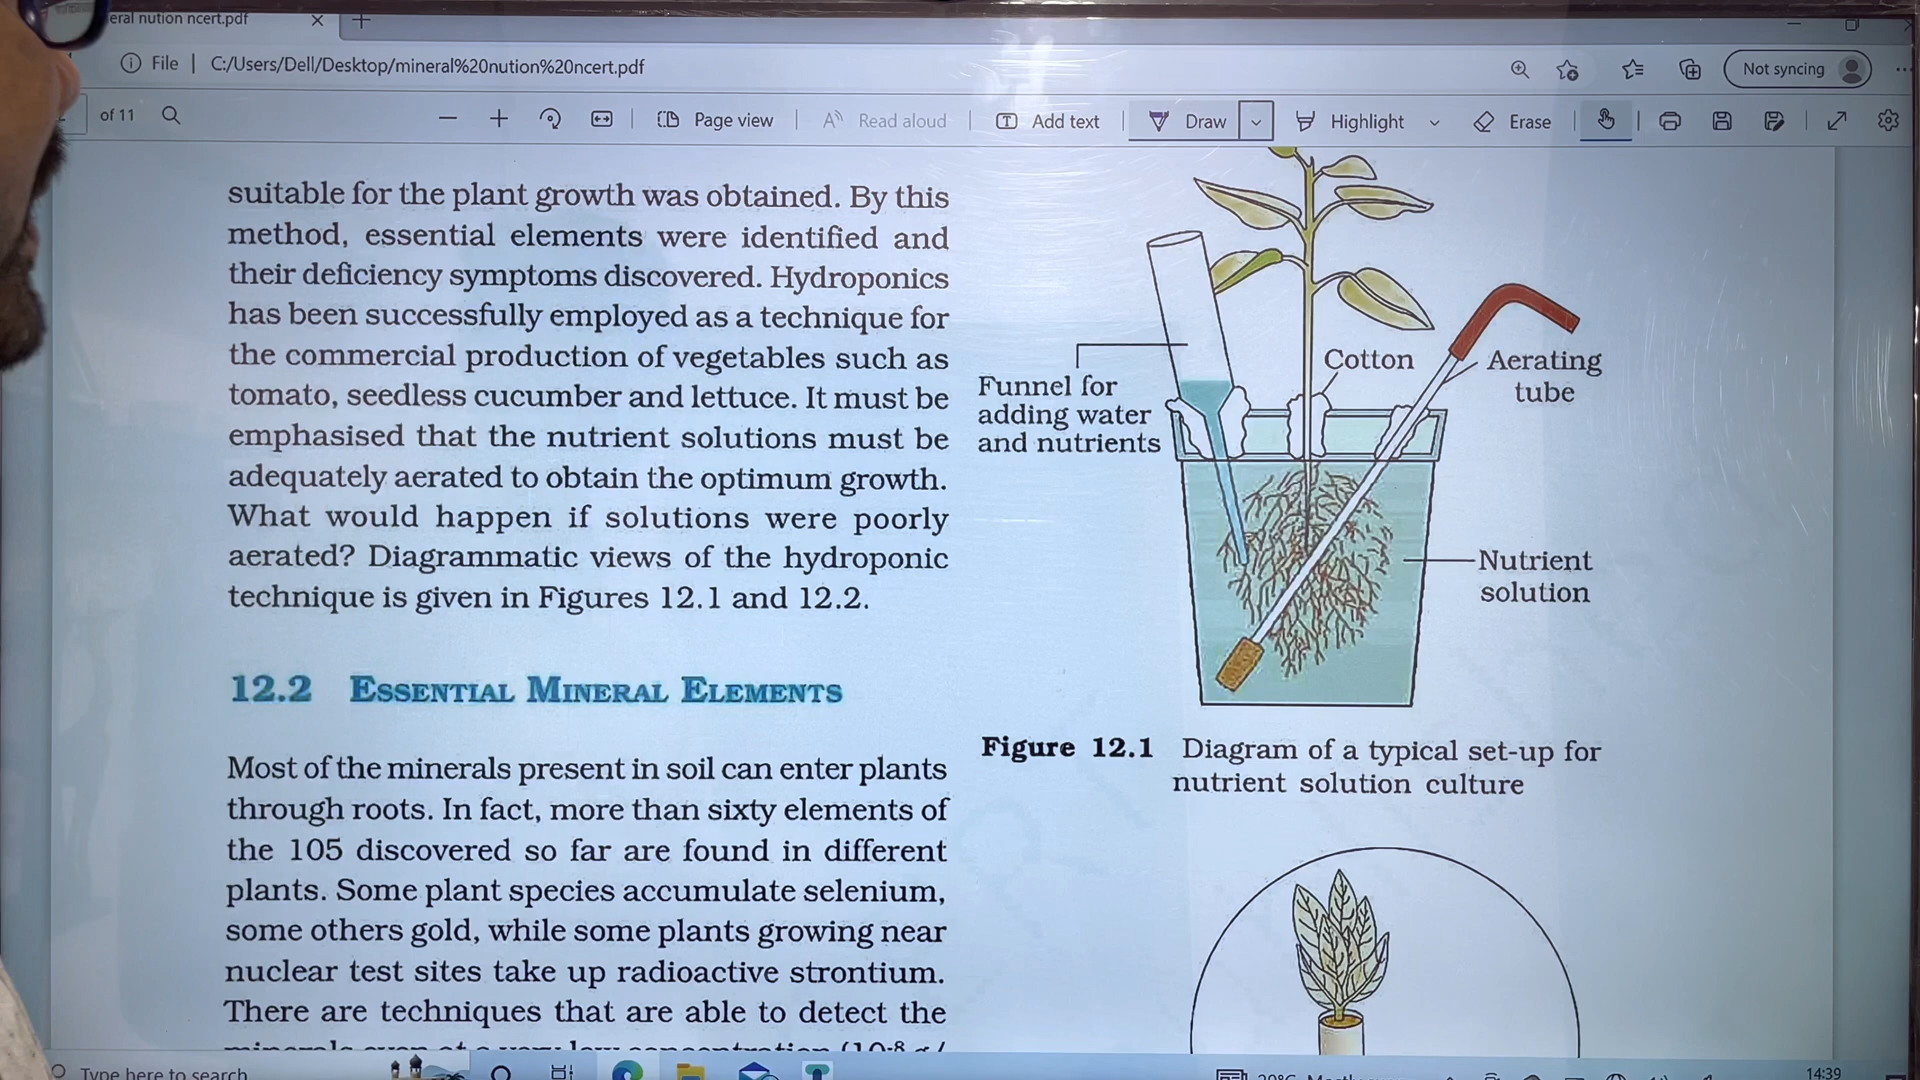 eral nution ncert.pdf
File | C:/Users/Dell/Desktop/mineral%20nution%20ncert.pdf
Not syncing
of 11
Page view
Read aloud
Add text
Draw
Highlight
Erase
suitable for the plant growth was obtained. By this
method, essential elements were identified and
their deficiency symptoms discovered. Hydroponics
has been successfully employed as a technique for
the commercial production of vegetables such as
tomato, seedless cucumber and lettuce. It must be
emphasised that the nutrient solutions must be
adequately aerated to obtain the optimum growth.
What would happen if solutions were poorly
aerated? Diagrammatic views of the hydroponic
technique is given in Figures 12.1 and 12.2.
12.2 ESSENTIAL MINERAL ELEMENTS
Most of the minerals present in soil can enter plants
through roots. In fact, more than sixty elements of
the 105 discovered so far are found in different
plants. Some plant species accumulate selenium,
some others gold, while some plants growing near
nuclear test sites take up radioactive strontium.
There are techniques that are able to detect the
minerals even at a very low concentration (10-8 g/
Funnel for
adding water
and nutrients
Cotton
Aerating
tube
Nutrient
solution
Figure 12.1 Diagram of a typical set-up for
nutrient solution culture
Type here to search
14:39